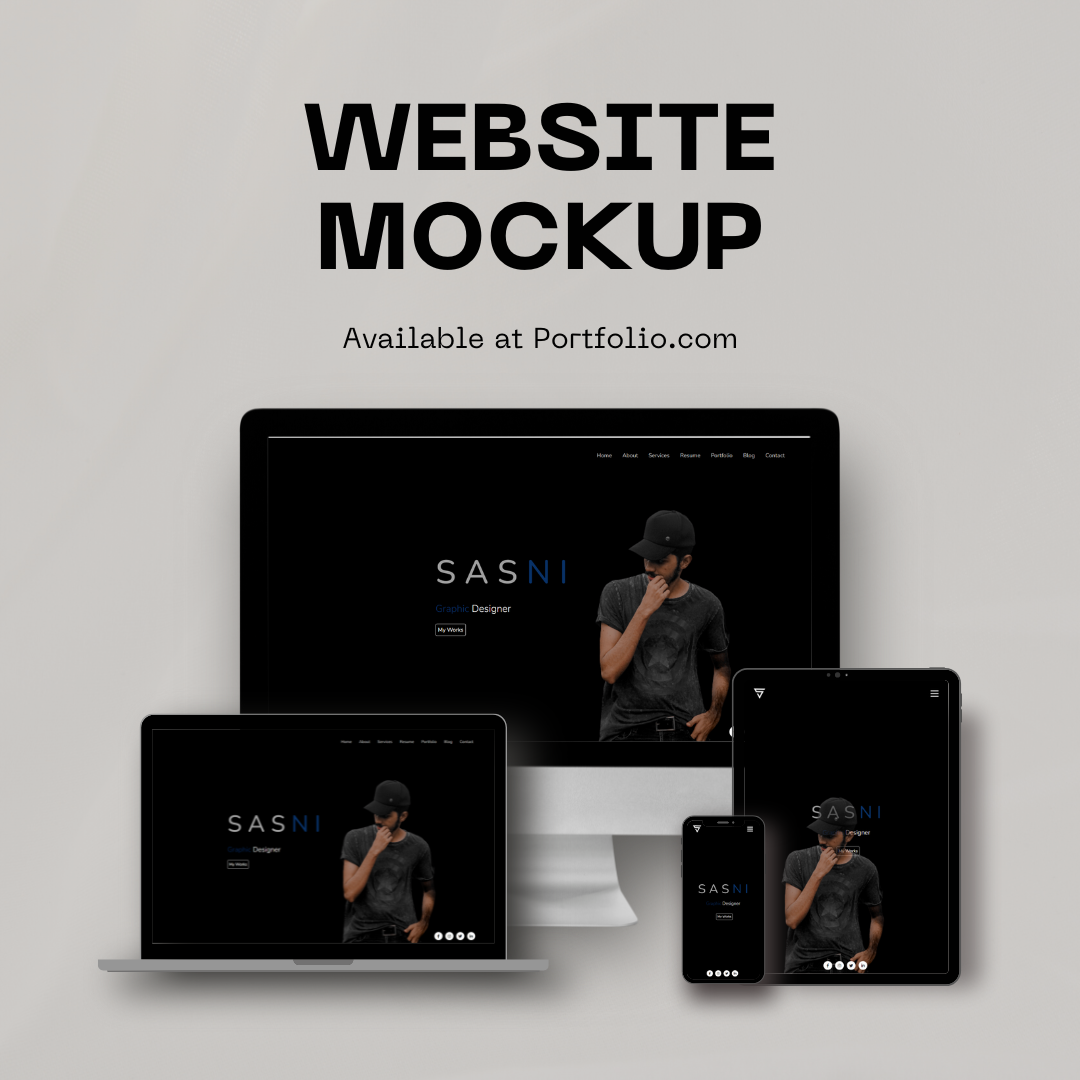 WEBSITE
MOCKUP
Available at Portfolio.com
Home About Services Resume Portfolio Blog Contact
SASNI
Graphic Designer
My Works
Home About Services Resume Portfolio Blog Contact
SASNI
Graphic Designer
My Works
SASNI
Designer
My Works
SASNI
Graphic Designer
My Works